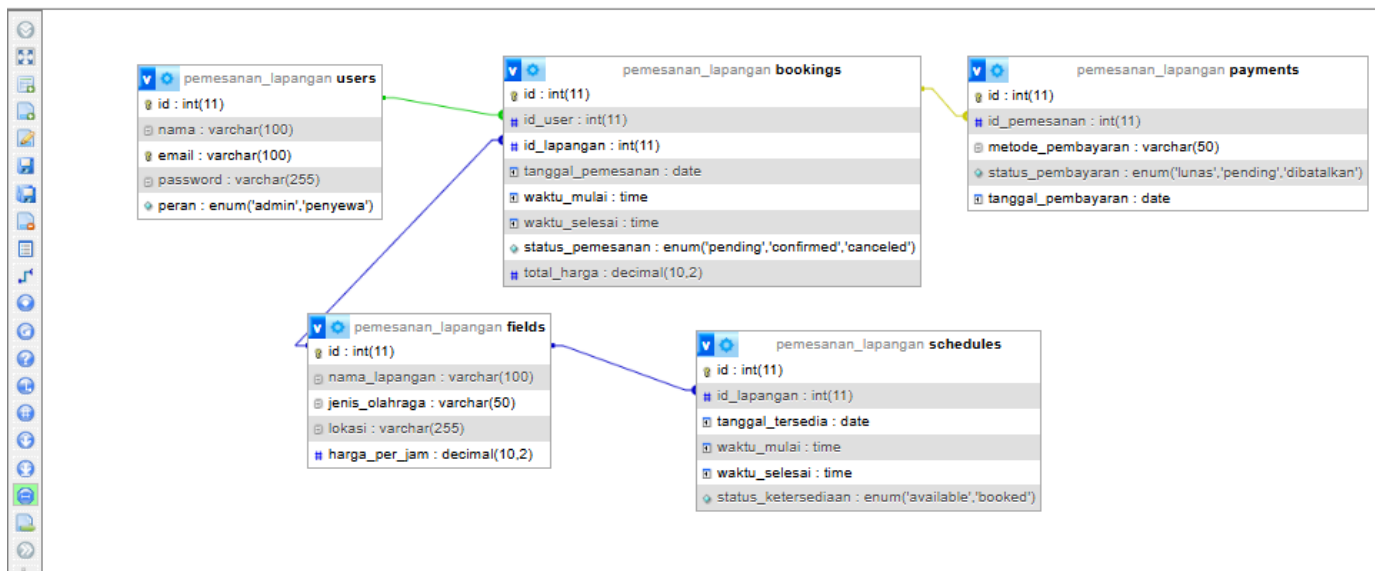 pemesanan_lapangan users
id : int(11)
nama : varchar(100)
email : varchar(100)
password : varchar(255)
peran : enum('admin','penyewa')
pemesanan_lapangan bookings
id : int(11)
id_user : int(11)
id_lapangan : int(11)
tanggal_pemesanan : date
waktu_mulai : time
waktu_selesai : time
status_pemesanan : enum('pending','confirmed','canceled')
total_harga : decimal(10,2)
pemesanan_lapangan payments
id : int(11)
id_pemesanan : int(11)
metode_pembayaran : varchar(50)
status_pembayaran : enum('lunas','pending','dibatalkan')
tanggal_pembayaran : date
pemesanan_lapangan fields
id : int(11)
nama_lapangan : varchar(100)
jenis_olahraga : varchar(50)
lokasi : varchar(255)
harga_per_jam : decimal(10,2)
pemesanan_lapangan schedules
id : int(11)
id_lapangan : int(11)
tanggal_tersedia : date
waktu_mulai : time
waktu_selesai : time
status_ketersediaan : enum('available','booked')